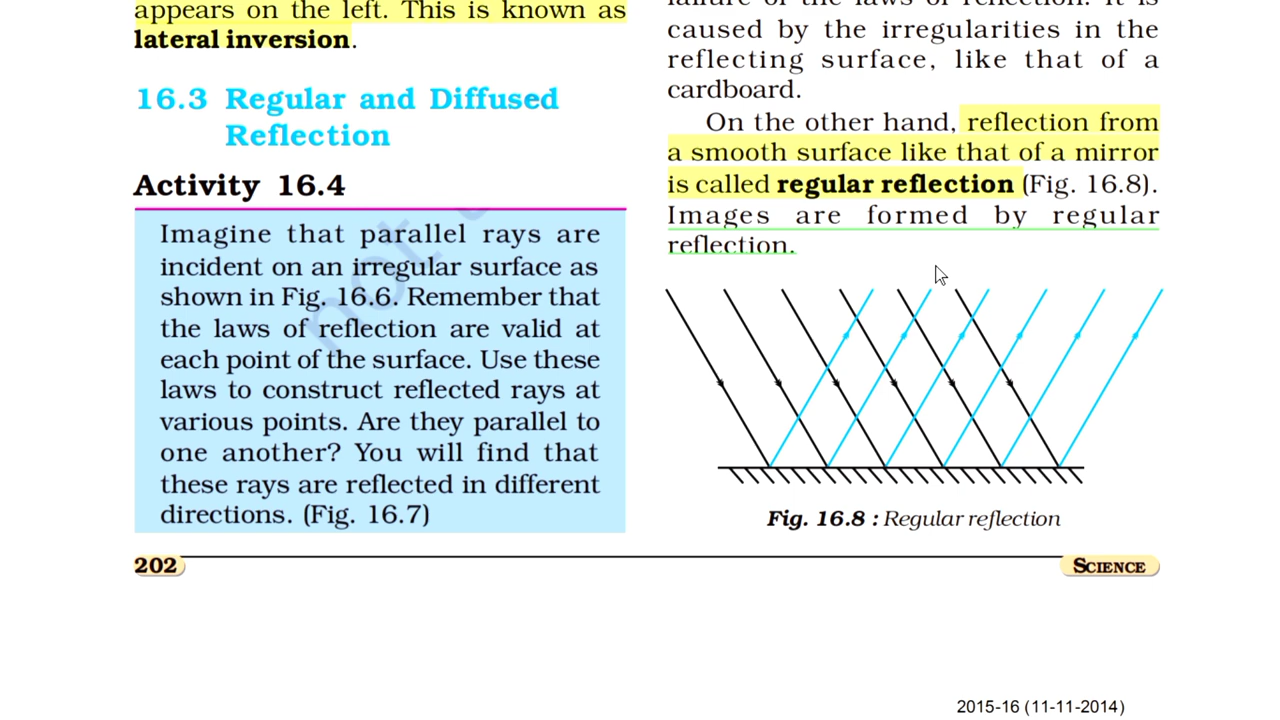 appears on the left. This is known as
lateral inversion.
16.3 Regular and Diffused
Reflection
Activity 16.4
Imagine that parallel rays are
incident on an irregular surface as
shown in Fig. 16.6. Remember that
the laws of reflection are valid at
each point of the surface. Use these
laws to construct reflected rays at
various points. Are they parallel to
one another? You will find that
these rays are reflected in different
directions. (Fig. 16.7)
caused by the irregularities in the
reflecting surface, like that of a
cardboard.
On the other hand, reflection from
a smooth surface like that of a mirror
is called regular reflection (Fig. 16.8).
Images are formed by regular
reflection.
Fig. 16.8 : Regular reflection
202
SCIENCE
2015-16 (11-11-2014)